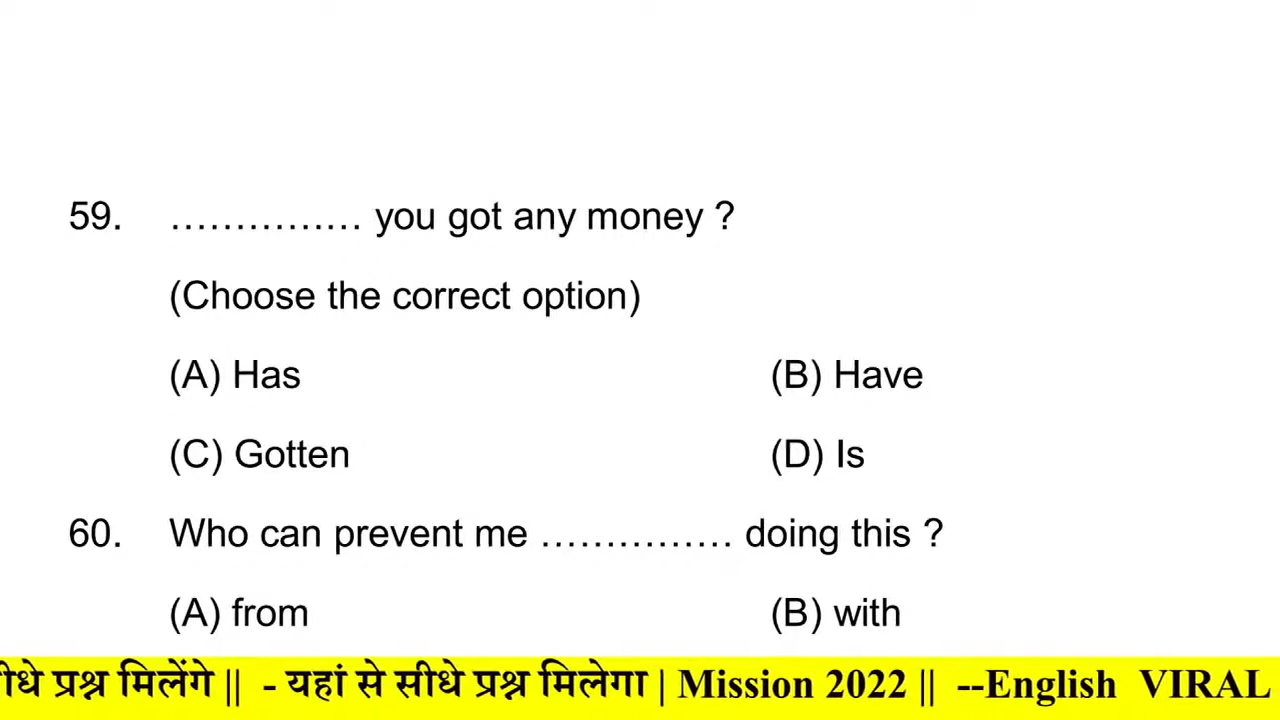 59. …………… you got any money ?
(Choose the correct option)
(A) Has (B) Have
(C) Gotten (D) Is
60. Who can prevent me …………… doing this ?
(A) from (B) with
प्रश्न मिलेंगे || - यहां से सीधे प्रश्न मिलेगा | Mission 2022 || --English VIRAL